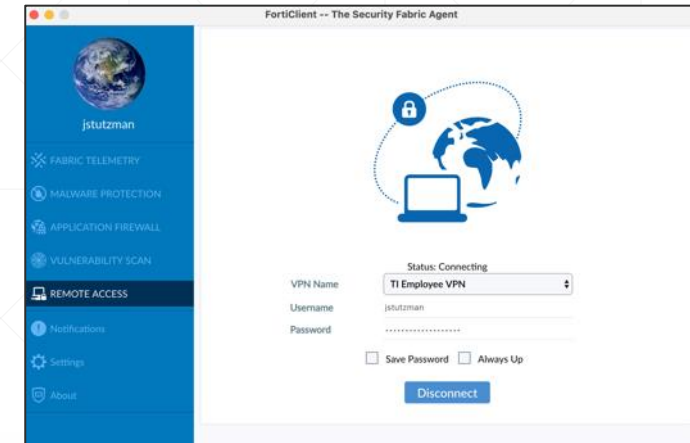 FortiClient -- The Security Fabric Agent
jstutzman
FABRIC TELEMETRY
MALWARE PROTECTION
APPLICATION FIREWALL
VULNERABILITY SCAN
REMOTE ACCESS
Notifications
Settings
About
Status: Connecting
VPN Name TI Employee VPN
Username jstutzman
Password ..................
Save Password Always Up
Disconnect